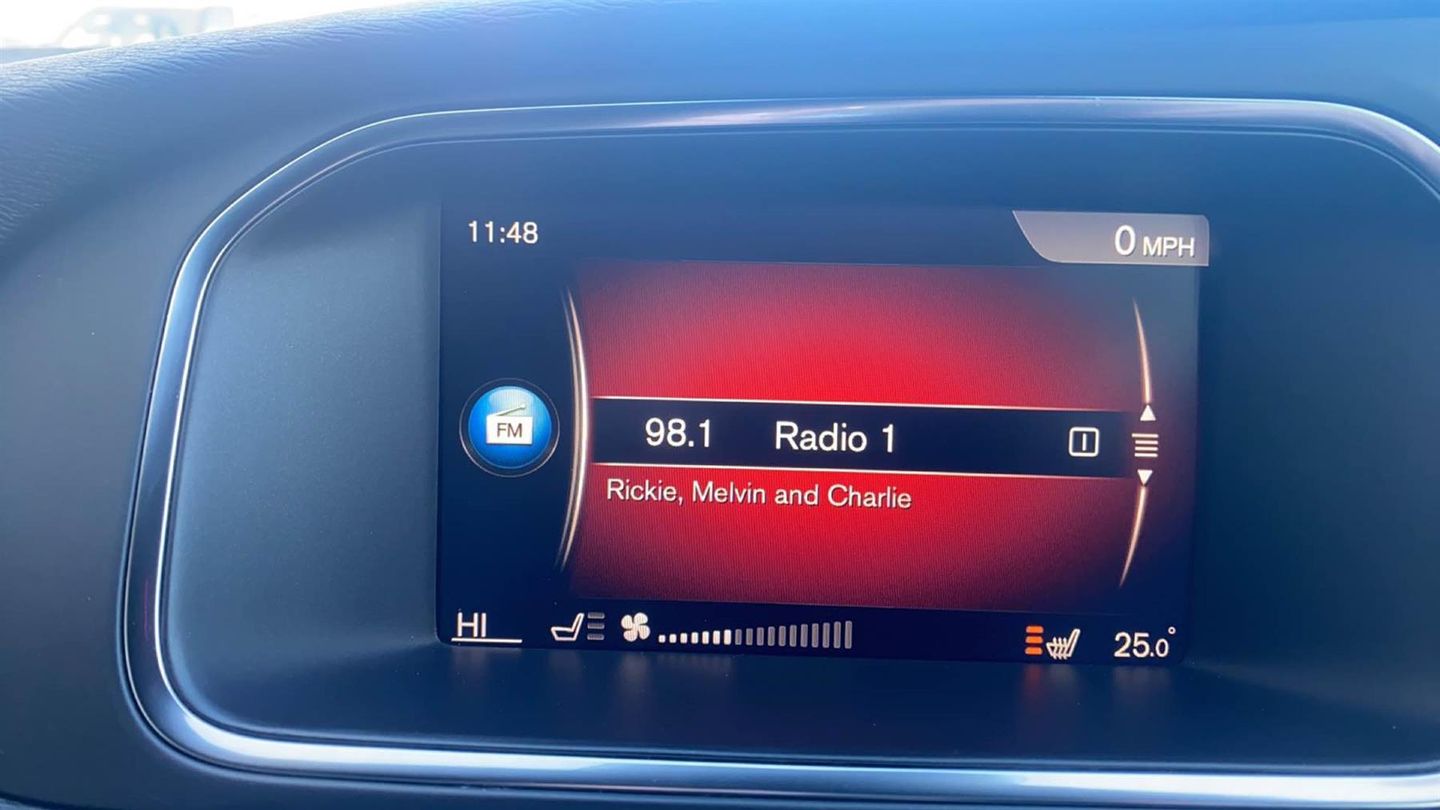 11:48
0 MPH
FM
98.1 Radio 1
Rickie, Melvin and Charlie
HI
25.0°